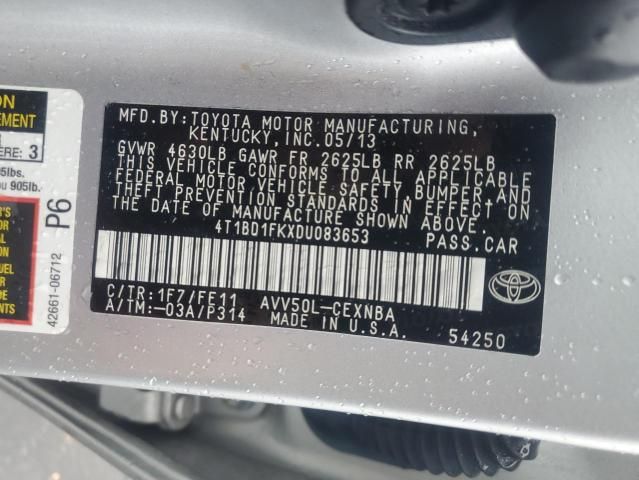 ON
EMENT
ERE: 3
5lbs.
ou 905lb.
R'S
42661-06712
P6
MFD.BY:TOYOTA MOTOR MANUFACTURING,
KENTUCKY,INC.05/13
GVWR 4630LB GAWR FR 2625LB RR 2625LB
THIS VEHICLE CONFORMS TO ALL APPLICABLE
FEDERAL MOTOR VEHICLE SAFETY,BUMPER,AND
THEFT PREVENTION STANDARDS IN EFFECT ON
THE DATE OF MANUFACTURE SHOWN ABOVE.
4T1BD1FKXDU083653 PASS.CAR
C/TR:1F7/FE11 AVV50L-CEXNBA
A/TM:-03A/P314 MADE IN U.S.A. 54250